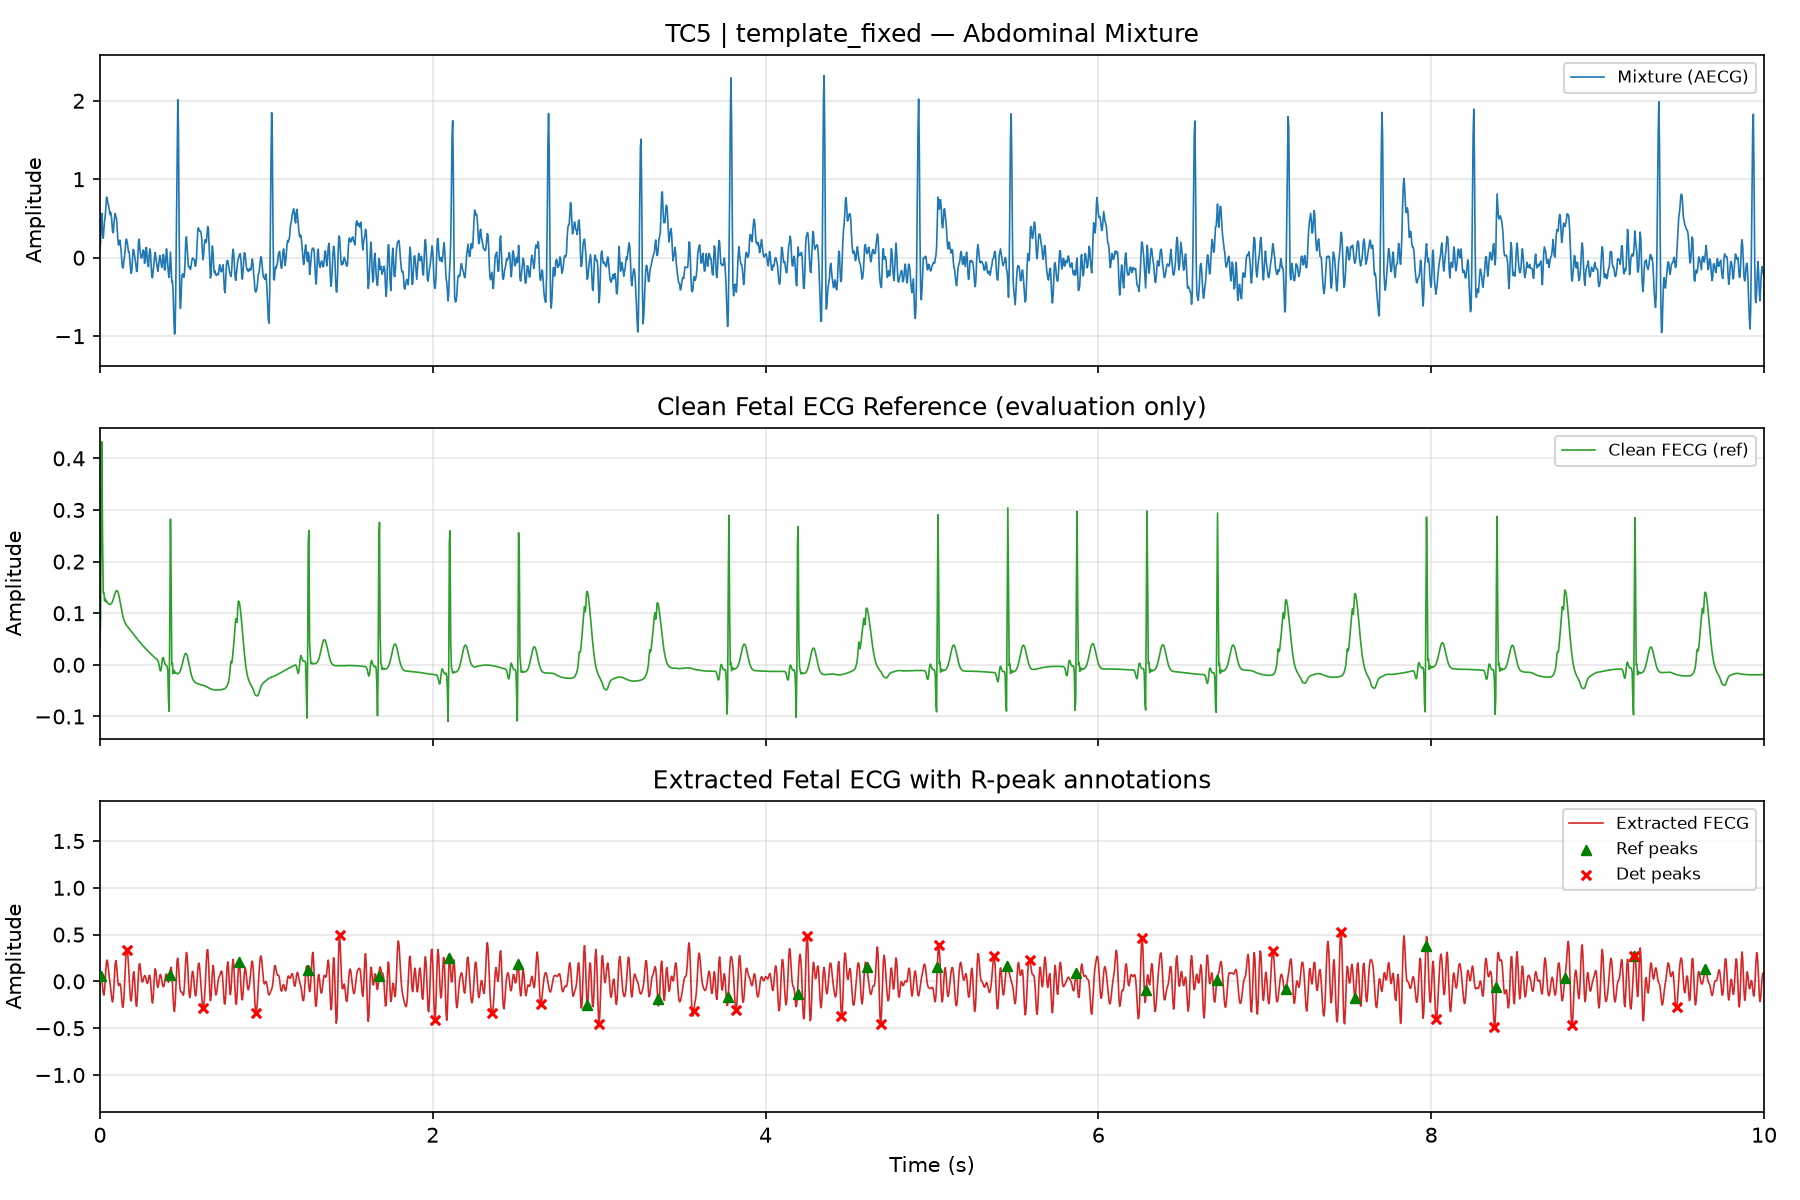 TC5 | template_fixed — Abdominal Mixture
Mixture (AECG)
Amplitude
2
1
0
−1
Clean Fetal ECG Reference (evaluation only)
Clean FECG (ref)
Amplitude
0.4
0.3
0.2
0.1
0.0
−0.1
Extracted Fetal ECG with R-peak annotations
Extracted FECG
Ref peaks
Det peaks
Amplitude
1.5
1.0
0.5
0.0
−0.5
−1.0
0 2 4 6 8 10
Time (s)